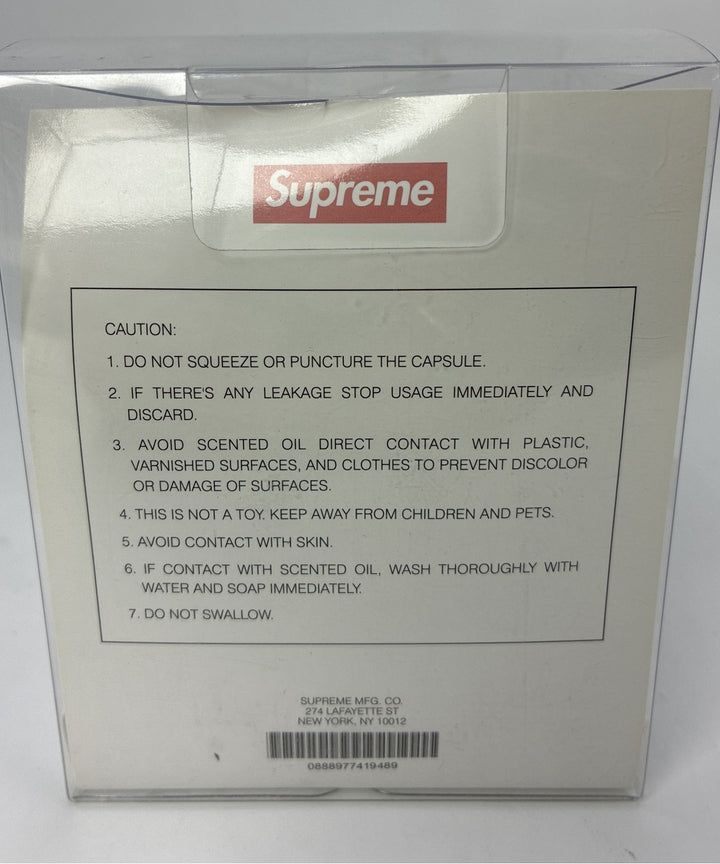 Supreme
CAUTION:
1. DO NOT SQUEEZE OR PUNCTURE THE CAPSULE.
2. IF THERE'S ANY LEAKAGE STOP USAGE IMMEDIATELY AND
DISCARD.
3. AVOID SCENTED OIL DIRECT CONTACT WITH PLASTIC,
VARNISHED SURFACES, AND CLOTHES TO PREVENT DISCOLOR
OR DAMAGE OF SURFACES.
4. THIS IS NOT A TOY. KEEP AWAY FROM CHILDREN AND PETS.
5. AVOID CONTACT WITH SKIN.
6. IF CONTACT WITH SCENTED OIL, WASH THOROUGHLY WITH
WATER AND SOAP IMMEDIATELY.
7. DO NOT SWALLOW.
SUPREME MFG. CO.
274 LAFAYETTE ST
NEW YORK, NY 10012
0888977419489